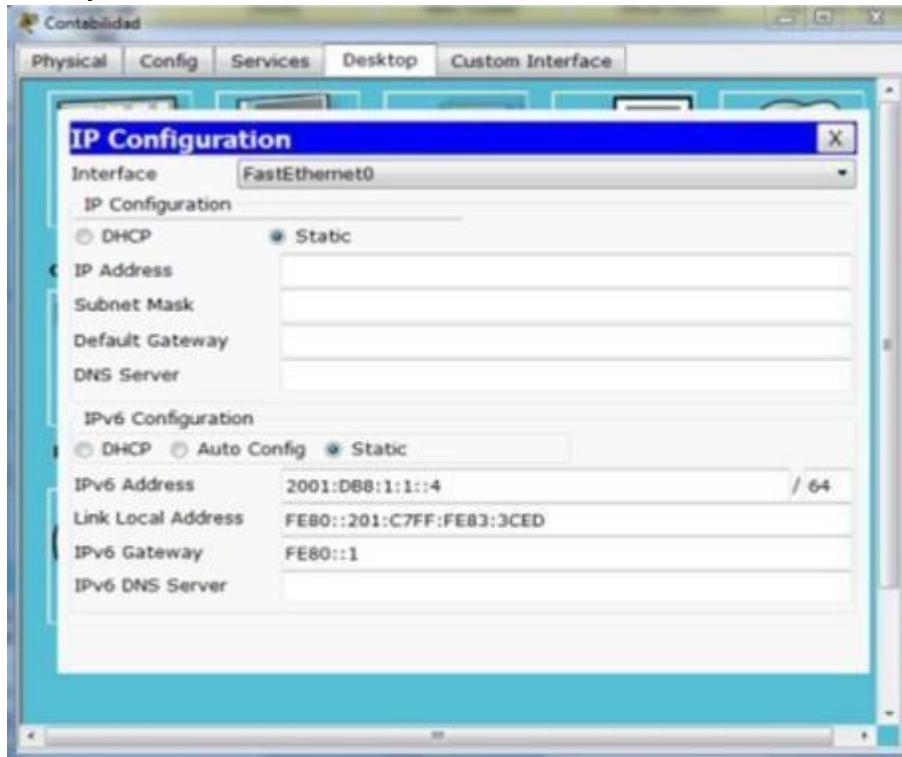 Contabilidad
Physical Config Services Desktop Custom Interface
IP Configuration X
Interface FastEthernet0
IP Configuration
DHCP Static
IP Address
Subnet Mask
Default Gateway
DNS Server
IPv6 Configuration
DHCP Auto Config Static
IPv6 Address 2001:DB8:1:1::4 / 64
Link Local Address FE80::201:C7FF:FE83:3CED
IPv6 Gateway FE80::1
IPv6 DNS Server